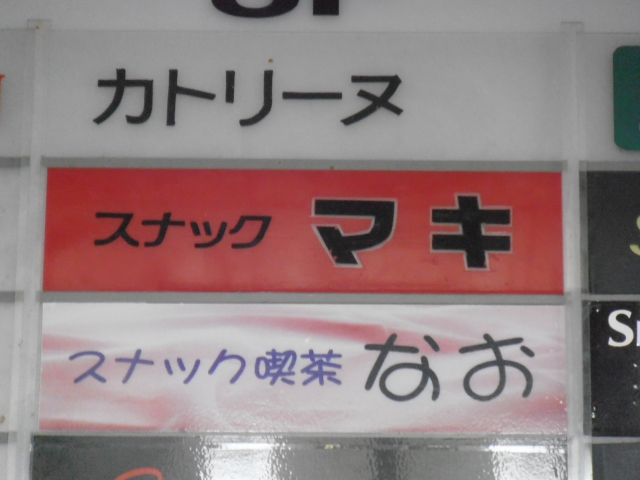 カトリーヌ
スナック マキ
スナック喫茶 なお